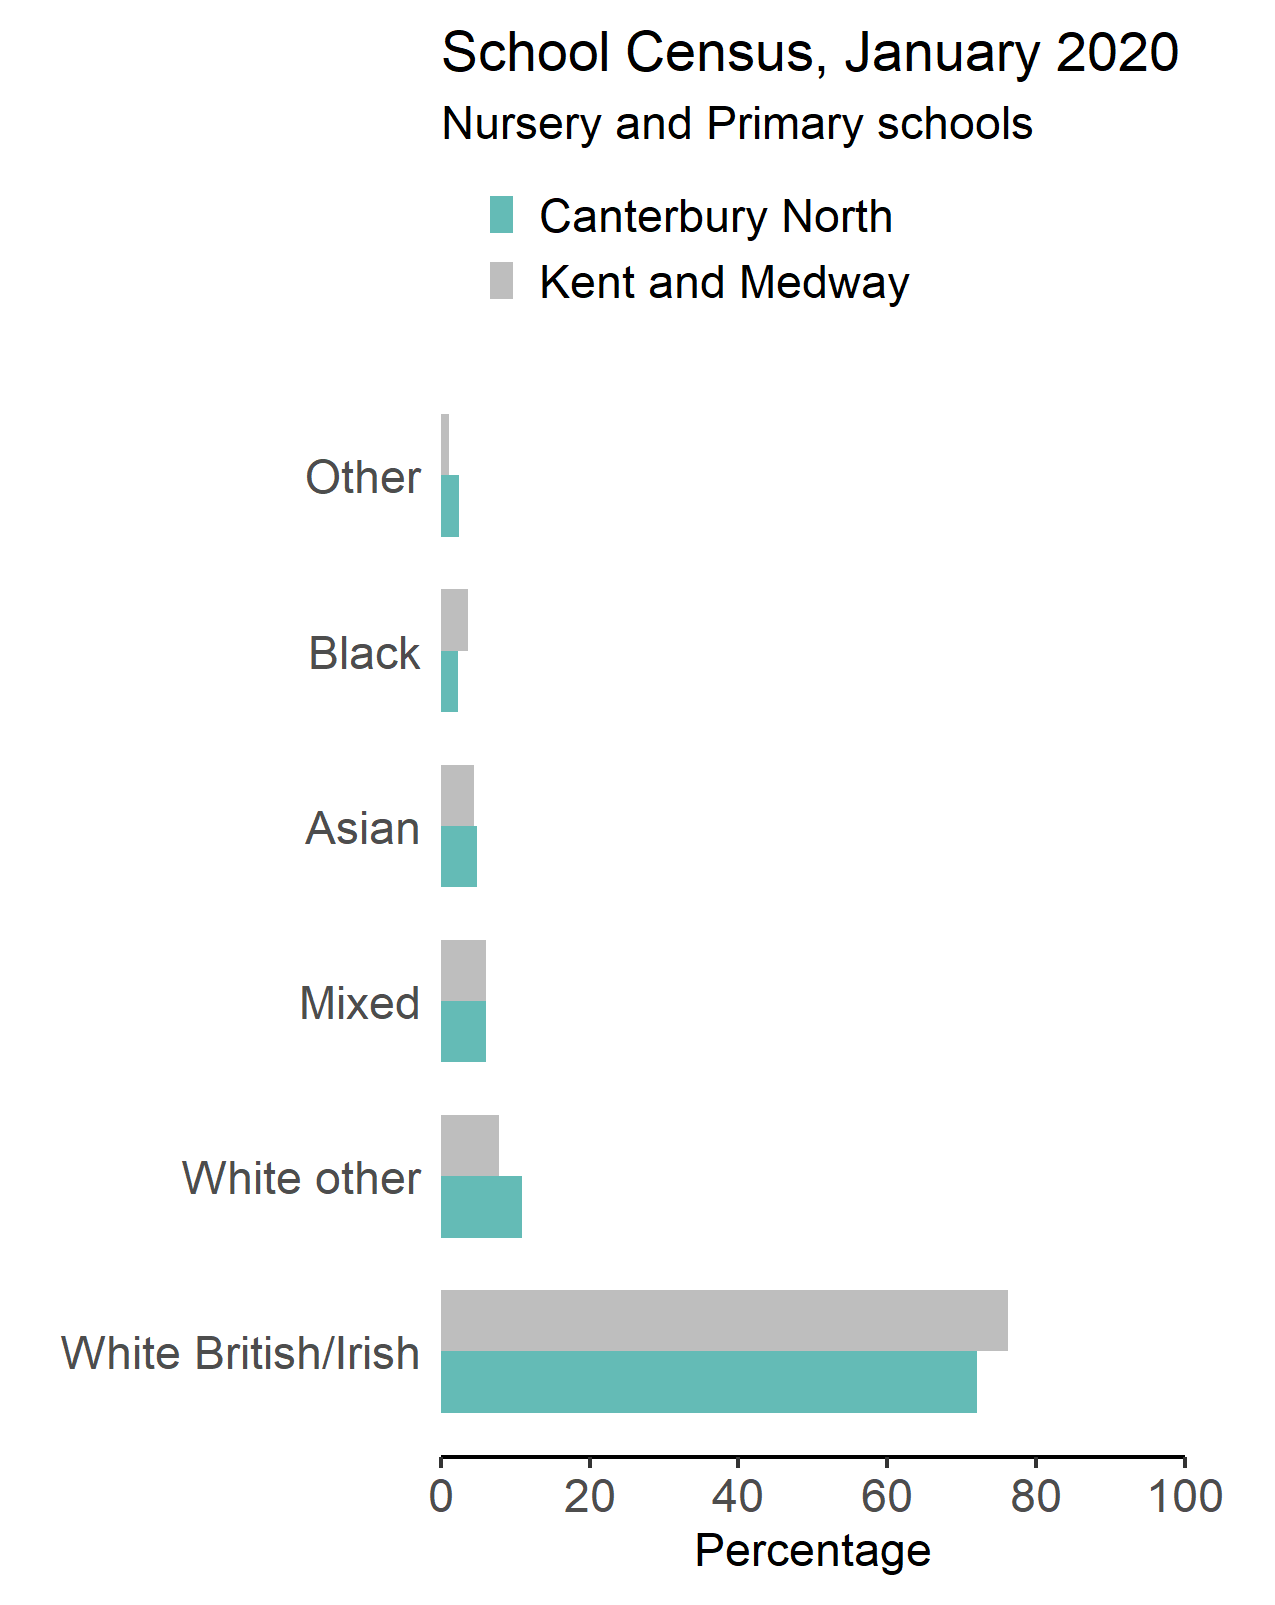 School Census, January 2020
Nursery and Primary schools
Canterbury North
Kent and Medway
Other
Black
Asian
Mixed
White other
White British/Irish
0 20 40 60 80 100
Percentage